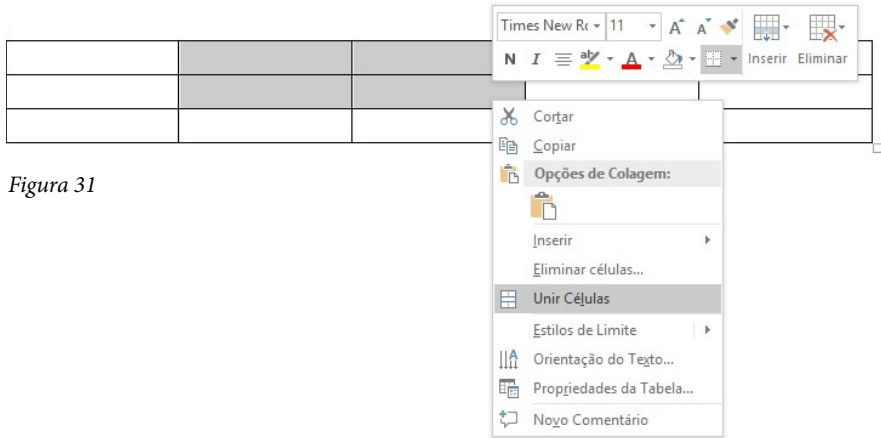 Times New Rc 11 A A
N I ab A Inserir Eliminar
Cortar
Copiar
Opções de Colagem:
Figura 31
Inserir
Eliminar células...
Unir Células
Estilos de Limite
A Orientação do Texto...
Propriedades da Tabela...
Novo Comentário